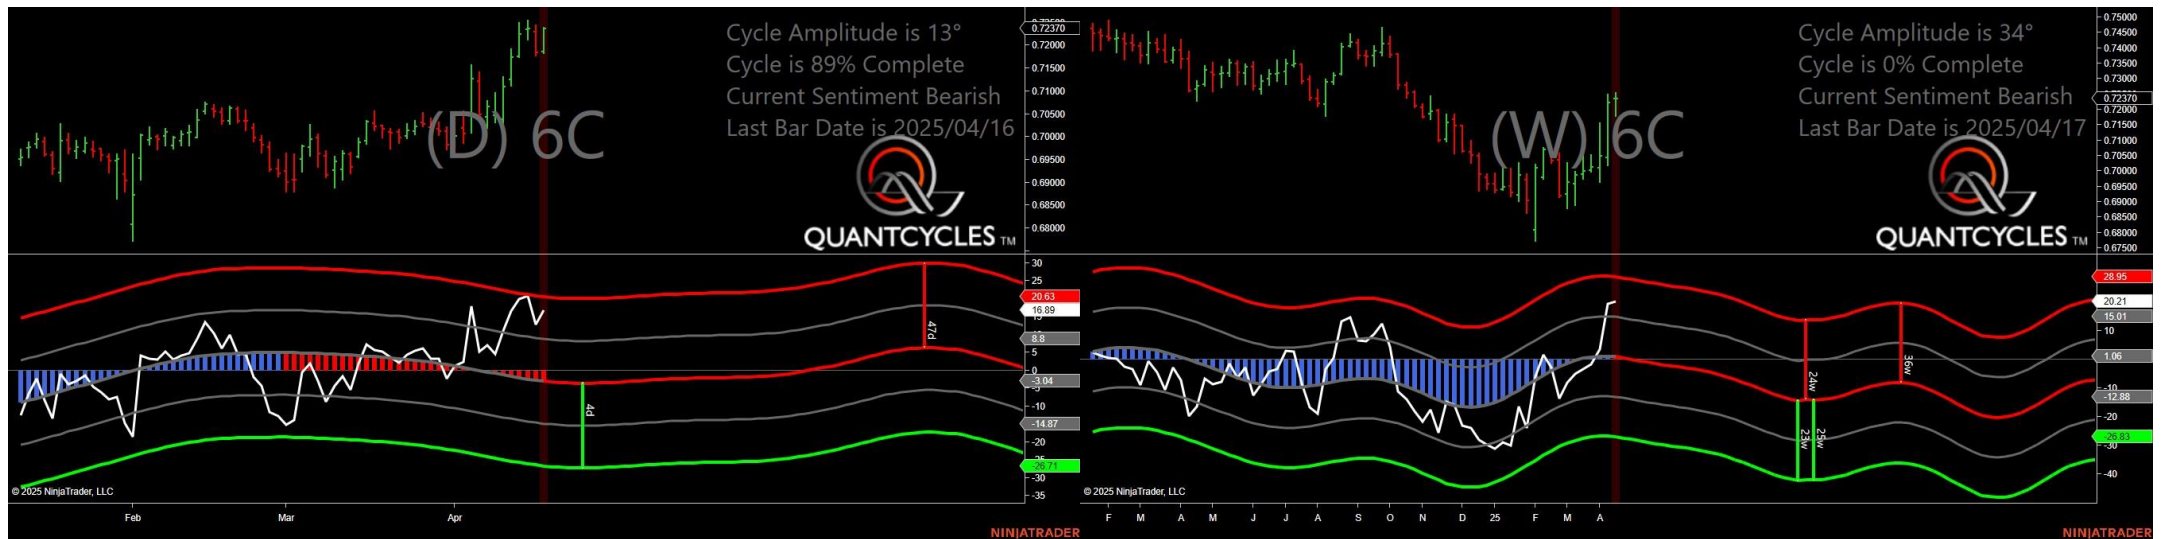 Cycle Amplitude is 13°
Cycle is 89% Complete
Current Sentiment Bearish
Last Bar Date is 2025/04/16
(D) 6C
QUANTCYCLES TM
0.72370
0.72000
0.71500
0.71000
0.70500
0.70000
0.69500
0.69000
0.68500
0.68000
30
25
20.63
16.89
8.8
5
0
-3.04
-10
-14.87
-20
-26.71
-30
-35
47d
4d
© 2025 NinjaTrader, LLC
Feb Mar Apr
NINJATRADER
Cycle Amplitude is 34°
Cycle is 0% Complete
Current Sentiment Bearish
Last Bar Date is 2025/04/17
(W) 6C
QUANTCYCLES TM
0.75000
0.74500
0.74000
0.73500
0.73000
0.72370
0.72000
0.71500
0.71000
0.70500
0.70000
0.69500
0.69000
0.68500
0.68000
0.67500
28.95
20.21
15.01
10
1.06
-10
-12.88
-20
-26.83
-30
-40
24w
36w
23w
25w
© 2025 NinjaTrader, LLC
F M A M J J A S O N D 25 F M A
NINJATRADER